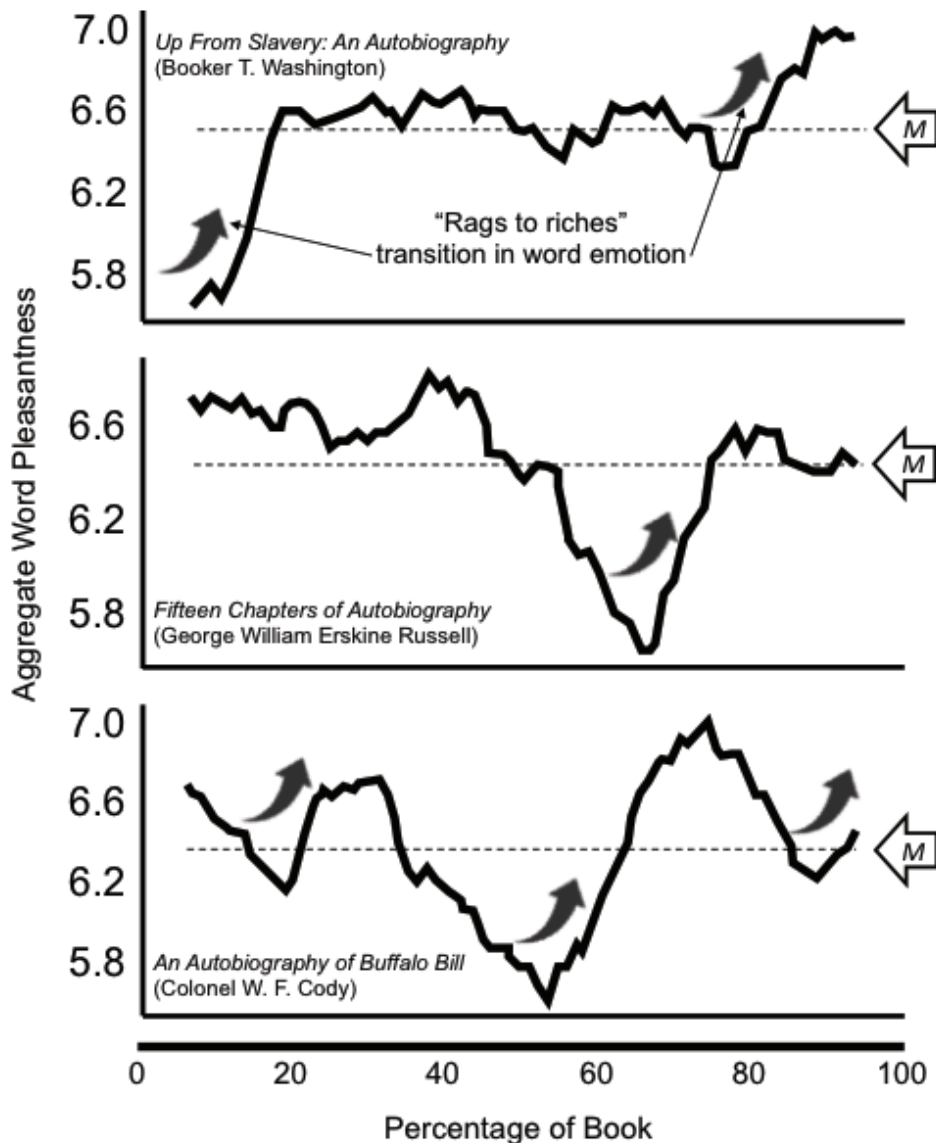 Aggregate Word Pleasantness
7.0
6.6
6.2
5.8
Up From Slavery: An Autobiography
(Booker T. Washington)
M
“Rags to riches”
transition in word emotion
6.6
6.2
5.8
M
Fifteen Chapters of Autobiography
(George William Erskine Russell)
7.0
6.6
6.2
5.8
M
An Autobiography of Buffalo Bill
(Colonel W. F. Cody)
0 20 40 60 80 100
Percentage of Book